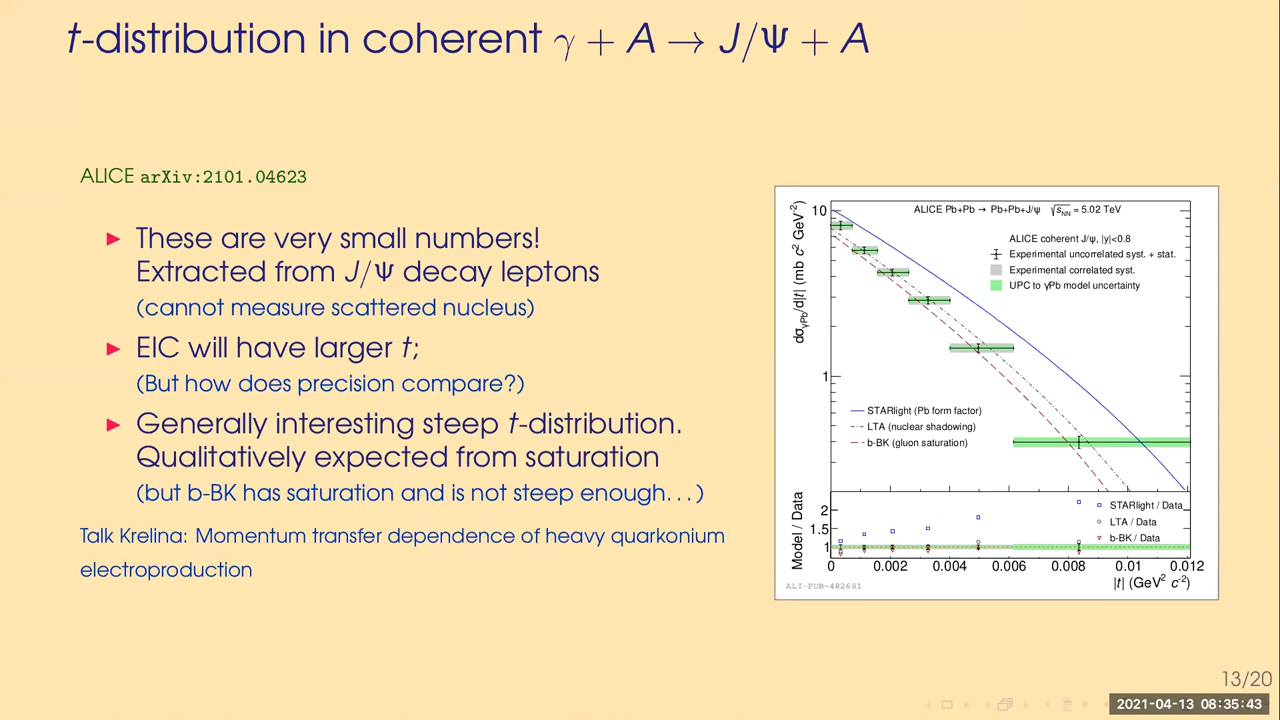 t-distribution in coherent γ + A → J/Ψ + A
ALICE arXiv:2101.04623
These are very small numbers!
Extracted from J/Ψ decay leptons
(cannot measure scattered nucleus)
EIC will have larger t;
(But how does precision compare?)
Generally interesting steep t-distribution.
Qualitatively expected from saturation
(but b-BK has saturation and is not steep enough...)
Talk Krelina: Momentum transfer dependence of heavy quarkonium
electroproduction
ALICE Pb+Pb → Pb+Pb+J/ψ √sNN = 5.02 TeV
ALICE coherent J/ψ, |y|<0.8
Experimental uncorrelated syst. + stat.
Experimental correlated syst.
UPC to γPb model uncertainty
dσγPb/d|t| (mb c² GeV⁻²)
10
1
STARlight (Pb form factor)
LTA (nuclear shadowing)
b-BK (gluon saturation)
Model / Data
2
1.5
1
STARlight / Data
LTA / Data
b-BK / Data
0 0.002 0.004 0.006 0.008 0.01 0.012
|t| (GeV² c⁻²)
ALI-PUB-482681
13/20
2021-04-13 08:35:43